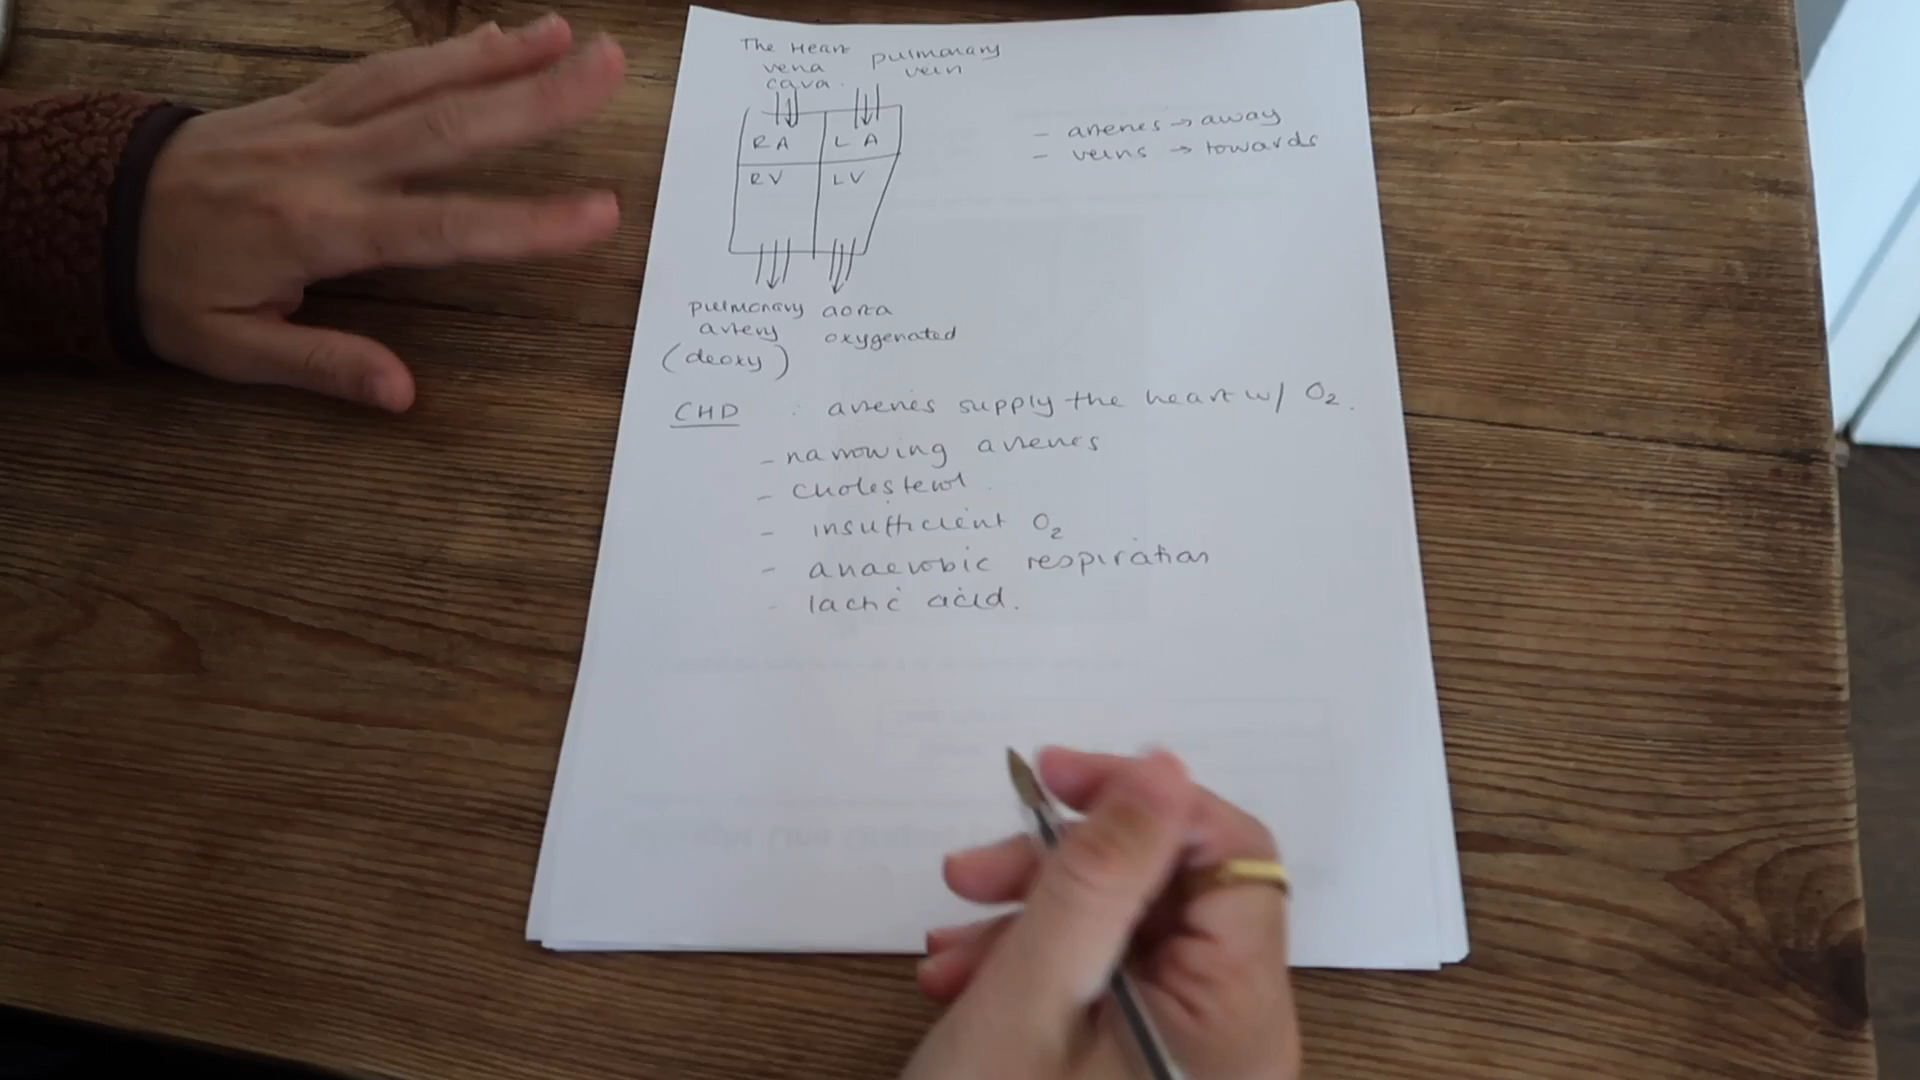 The Heart
vena
cava.
pulmonary
vein
RA
LA
RV
LV
- arteries → away
- veins → towards
pulmonary
artery
(deoxy)
aorta
oxygenated
CHD : arteries supply the heart w/ O₂.
- narrowing arteries
- cholesterol
- insufficient O₂
- anaerobic respiration
- lactic acid.